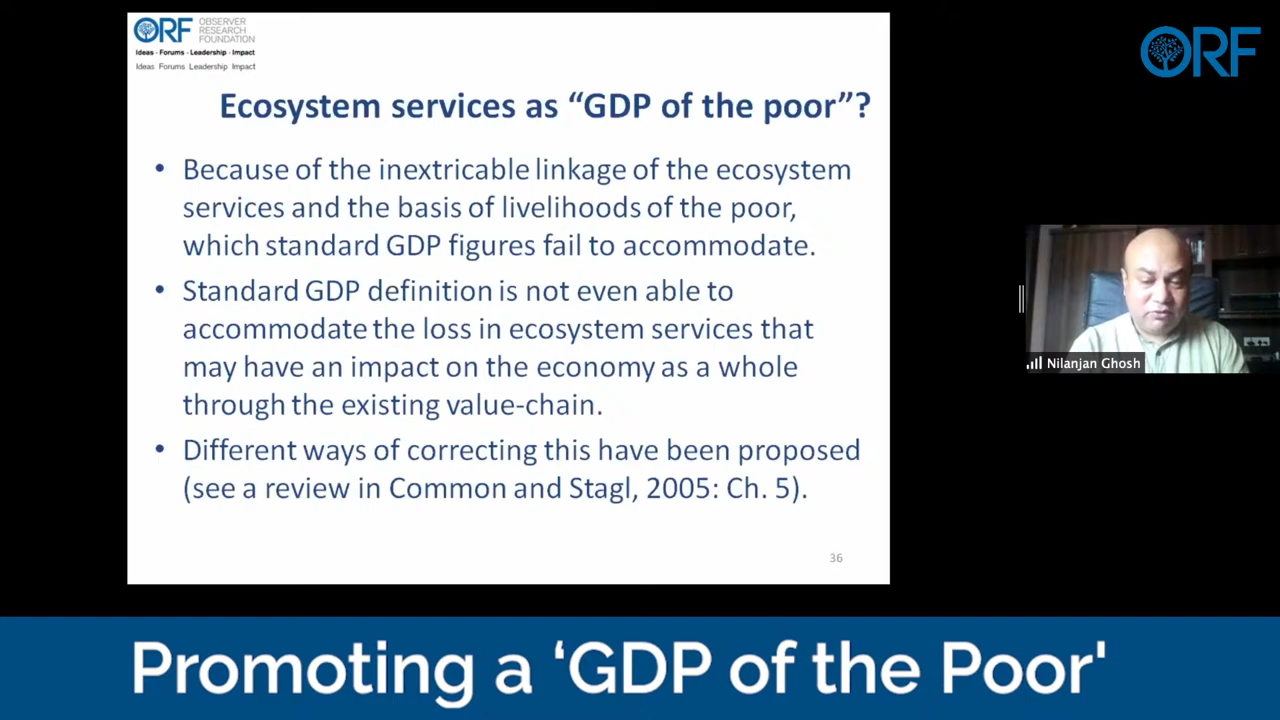 ORF
OBSERVER
RESEARCH
FOUNDATION
Ideas · Forums · Leadership · Impact
Ideas Forums Leadership Impact
ORF
Ecosystem services as “GDP of the poor”?
• Because of the inextricable linkage of the ecosystem
services and the basis of livelihoods of the poor,
which standard GDP figures fail to accommodate.
• Standard GDP definition is not even able to
accommodate the loss in ecosystem services that
may have an impact on the economy as a whole
through the existing value-chain.
• Different ways of correcting this have been proposed
(see a review in Common and Stagl, 2005: Ch. 5).
36
Nilanjan Ghosh
Promoting a ‘GDP of the Poor'